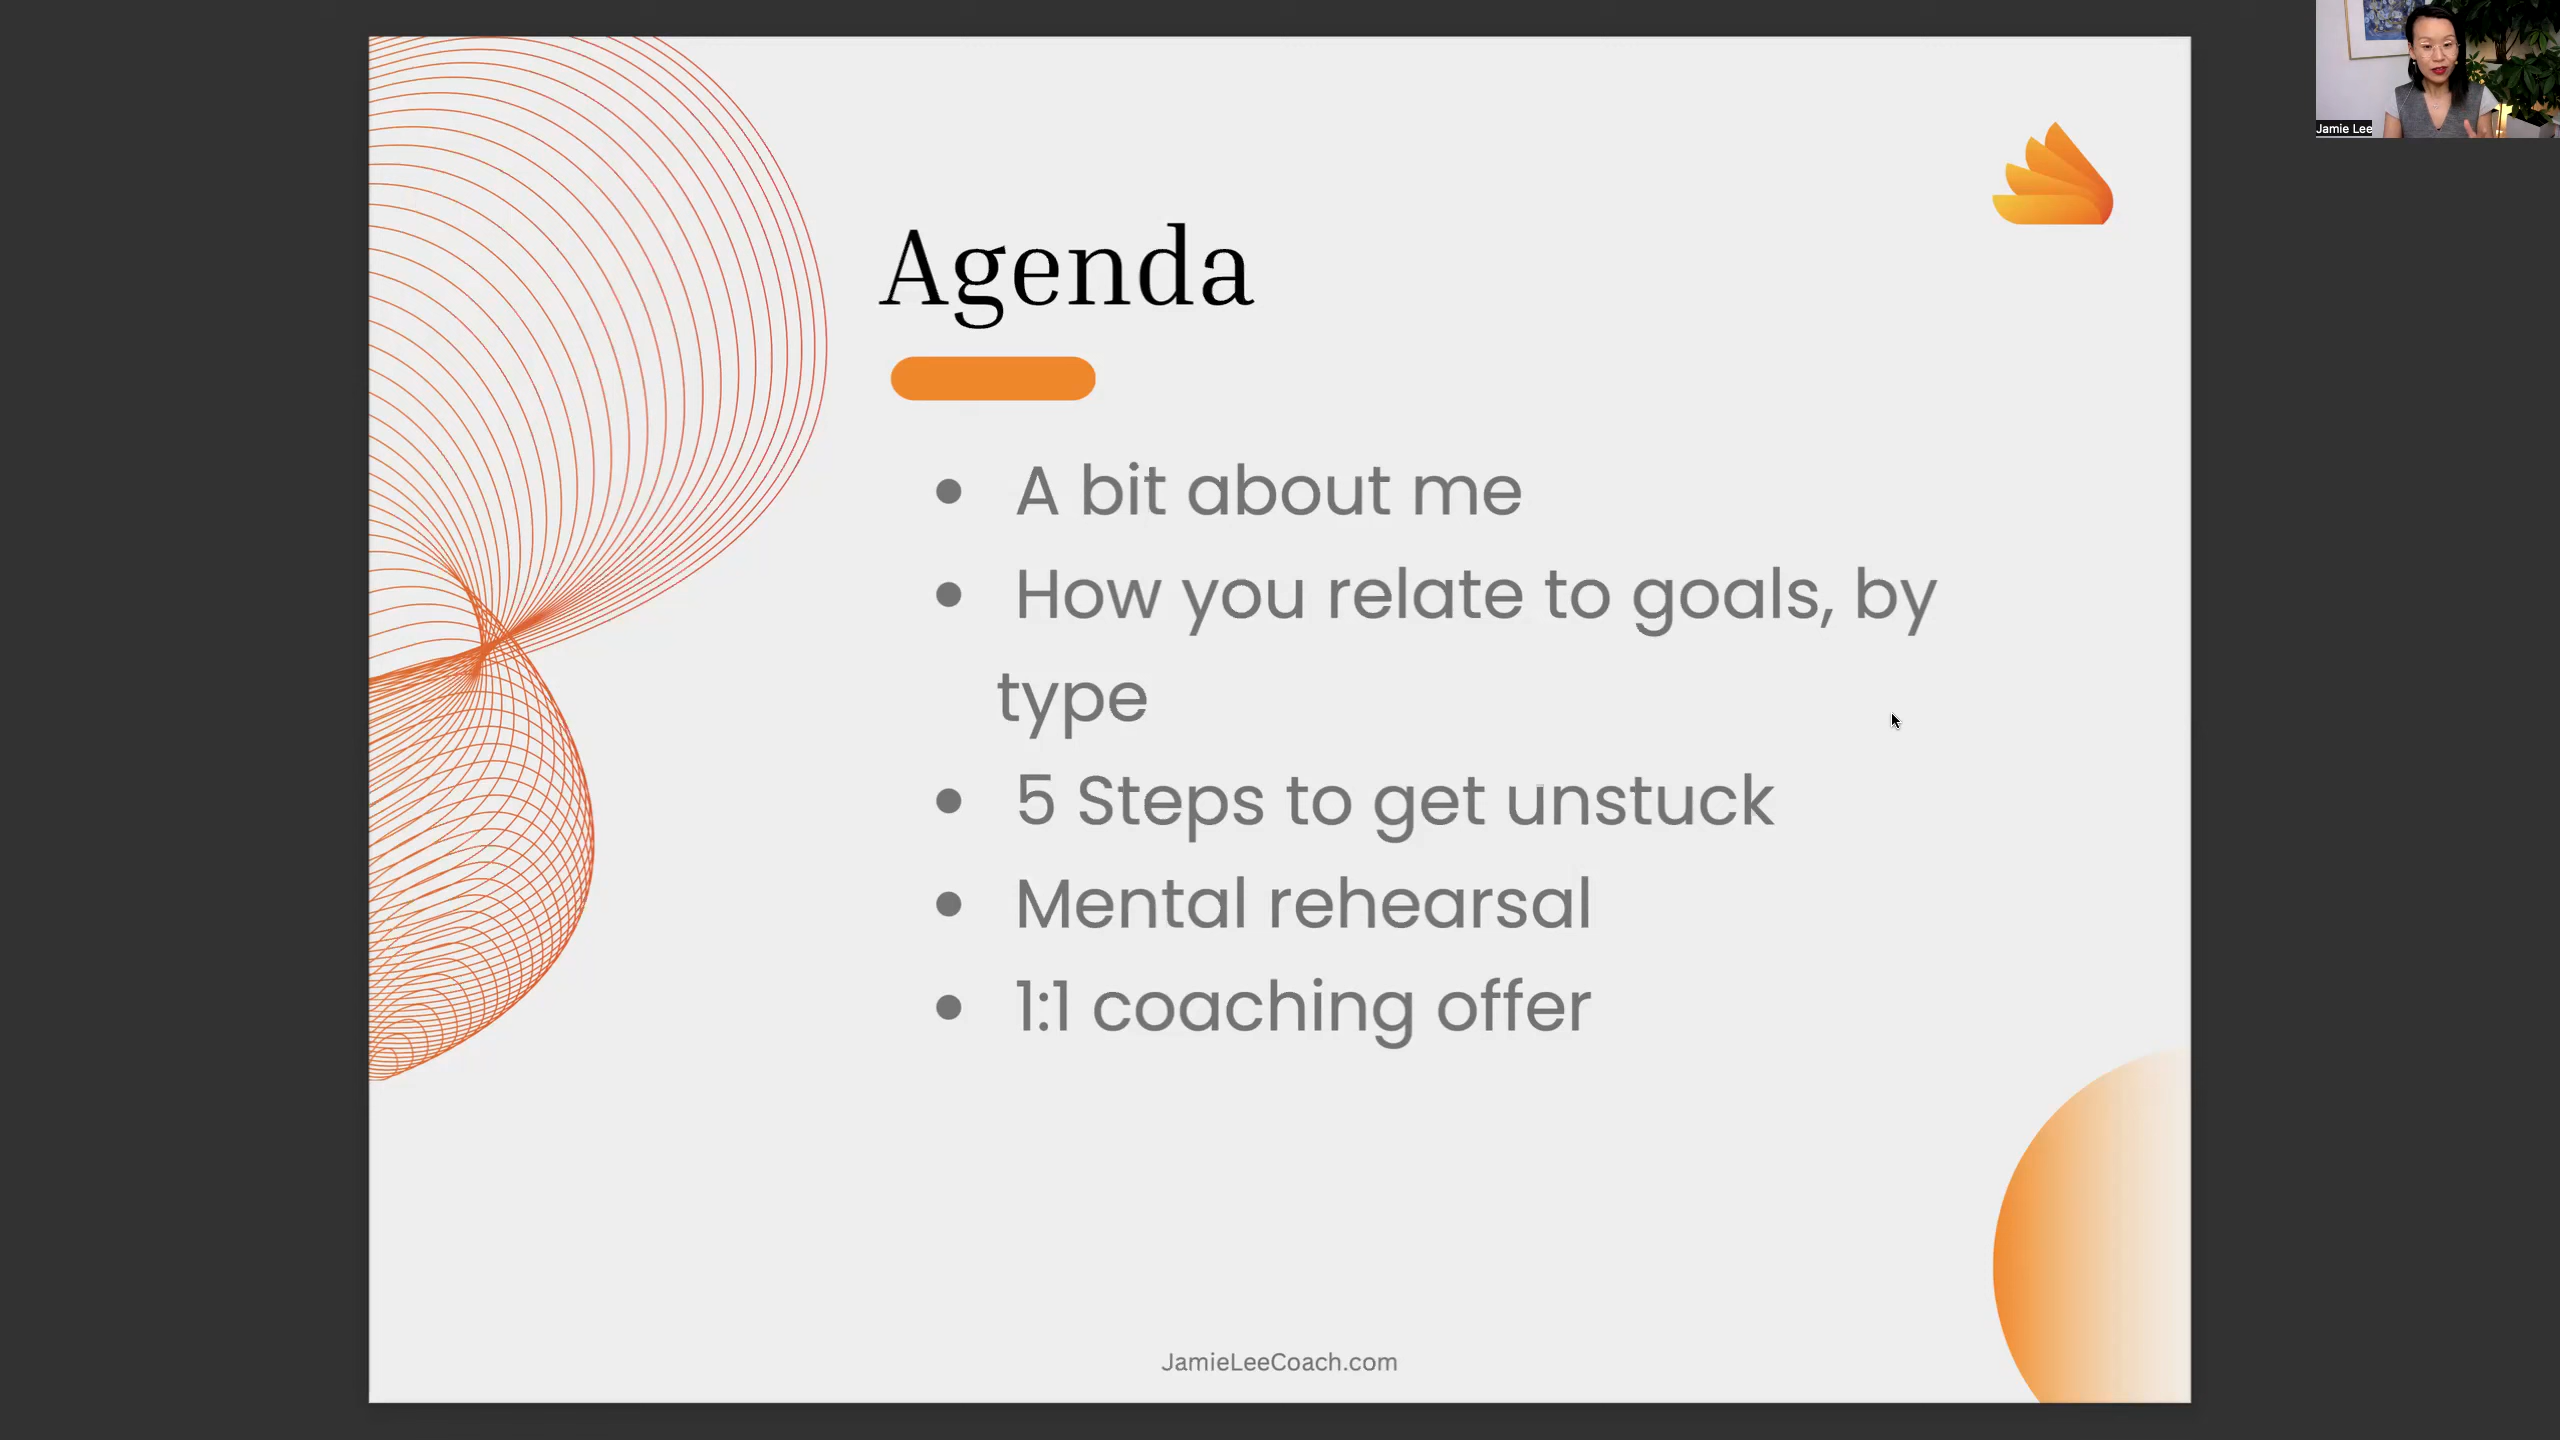 Jamie Lee
Agenda
• A bit about me
• How you relate to goals, by
type
• 5 Steps to get unstuck
• Mental rehearsal
• 1:1 coaching offer
JamieLeeCoach.com